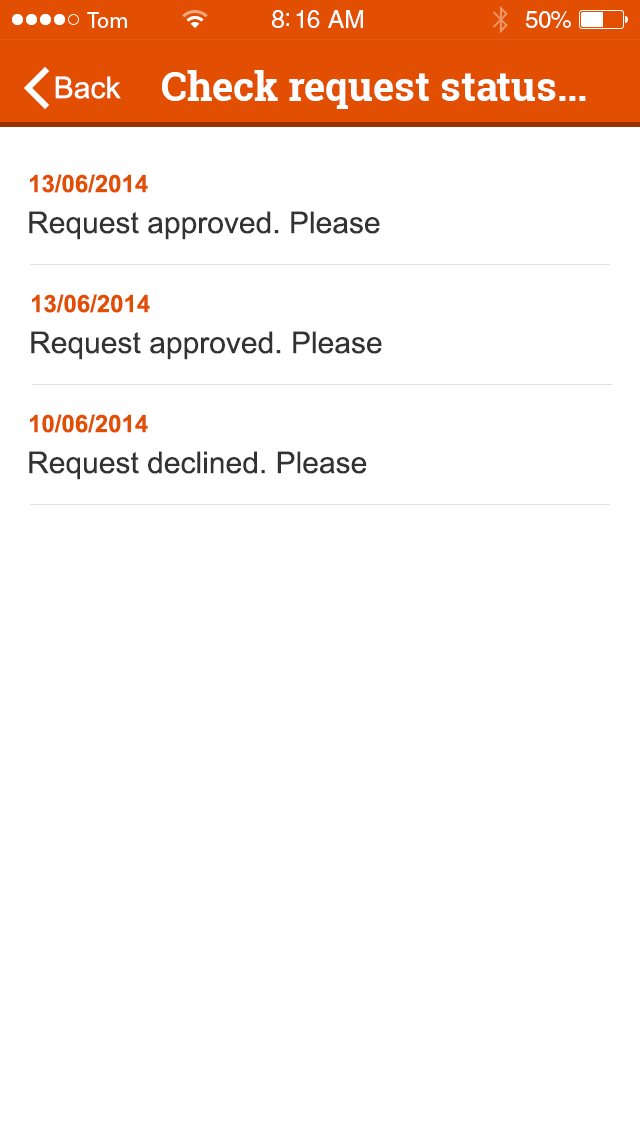 Tom 8:16 AM 50%
Back Check request status...
13/06/2014
Request approved. Please
13/06/2014
Request approved. Please
10/06/2014
Request declined. Please